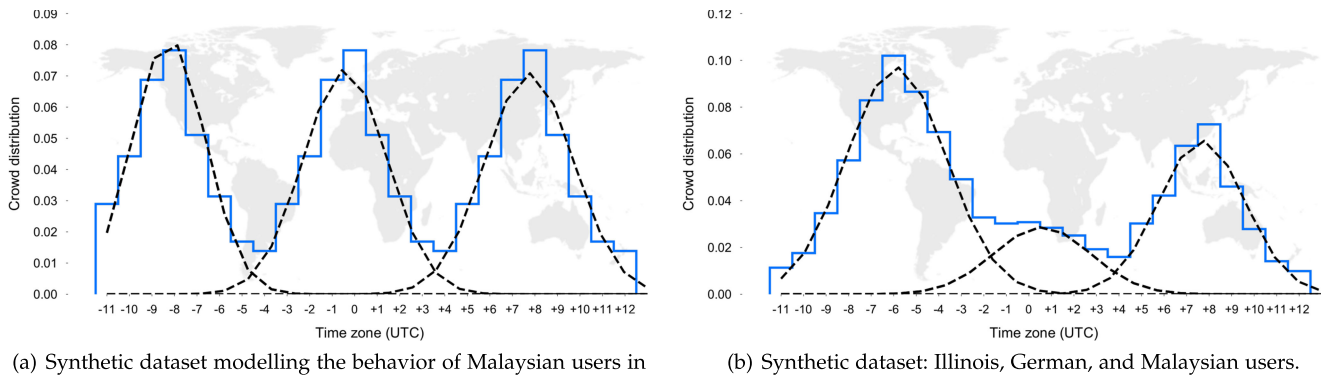 0.09
0.08
0.07
0.06
0.05
0.04
0.03
0.02
0.01
0.00
Crowd distribution
-11 -10 -9 -8 -7 -6 -5 -4 -3 -2 -1 0 +1 +2 +3 +4 +5 +6 +7 +8 +9 +10 +11 +12
Time zone (UTC)
(a) Synthetic dataset modelling the behavior of Malaysian users in
0.12
0.10
0.08
0.06
0.04
0.02
0.00
Crowd distribution
-11 -10 -9 -8 -7 -6 -5 -4 -3 -2 -1 0 +1 +2 +3 +4 +5 +6 +7 +8 +9 +10 +11 +12
Time zone (UTC)
(b) Synthetic dataset: Illinois, German, and Malaysian users.